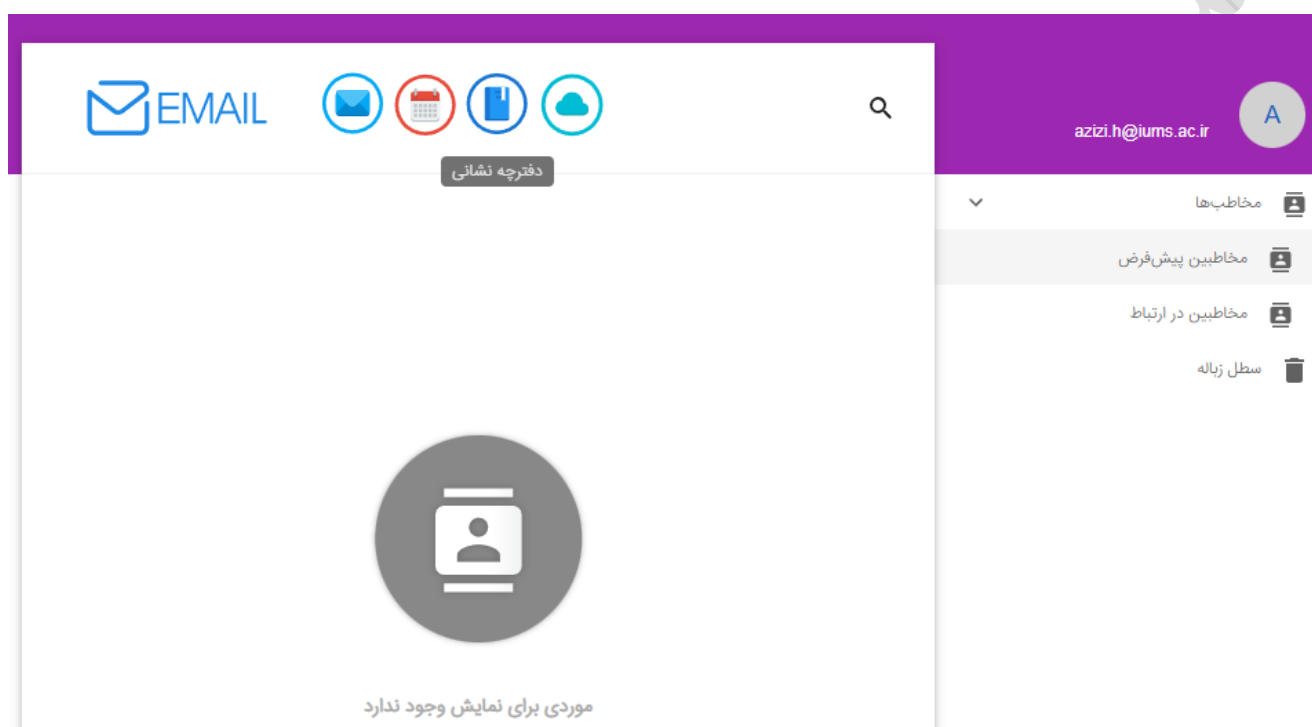 EMAIL
A
azizi.h@iums.ac.ir
دفترچه نشانی
مخاطب‌ها
مخاطبین پیش‌فرض
مخاطبین در ارتباط
سطل زباله
موردی برای نمایش وجود ندارد